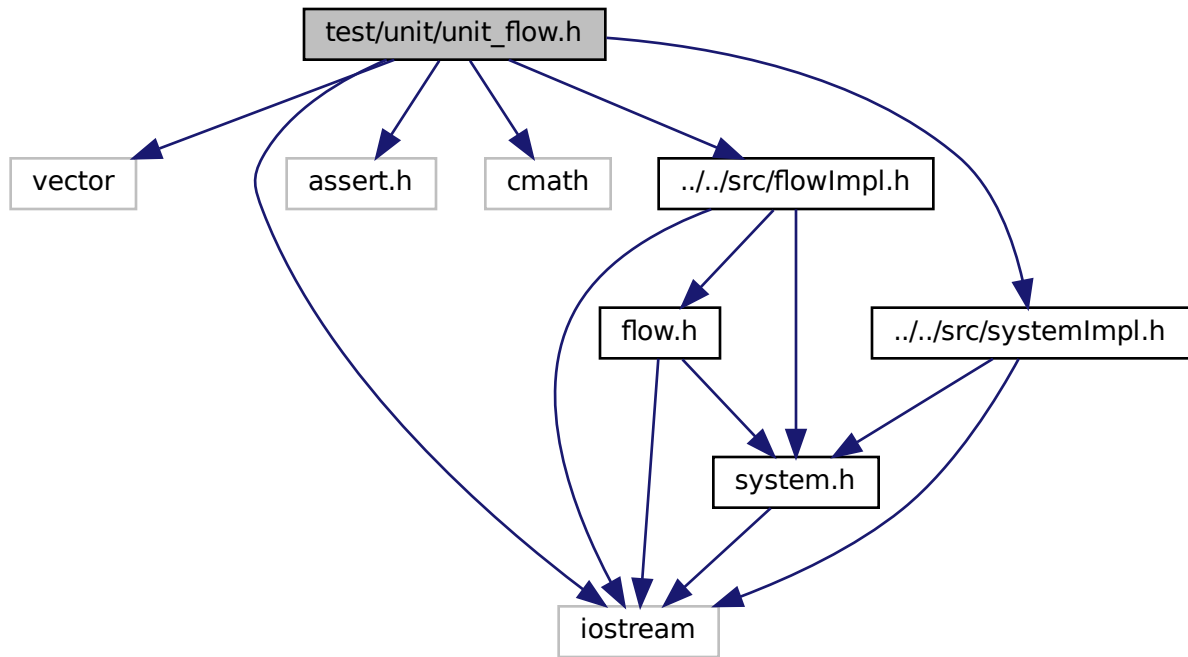 test/unit/unit_flow.h
vector
assert.h
cmath
../../src/flowImpl.h
flow.h
../../src/systemImpl.h
system.h
iostream